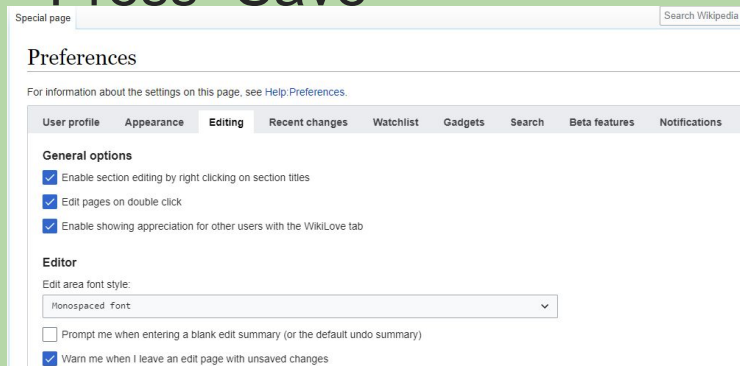 Press "Save"
Special page
Search Wikipedia
Preferences
For information about the settings on this page, see Help:Preferences.
User profile Appearance Editing Recent changes Watchlist Gadgets Search Beta features Notifications
General options
Enable section editing by right clicking on section titles
Edit pages on double click
Enable showing appreciation for other users with the WikiLove tab
Editor
Edit area font style:
Monospaced font
Prompt me when entering a blank edit summary (or the default undo summary)
Warn me when I leave an edit page with unsaved changes